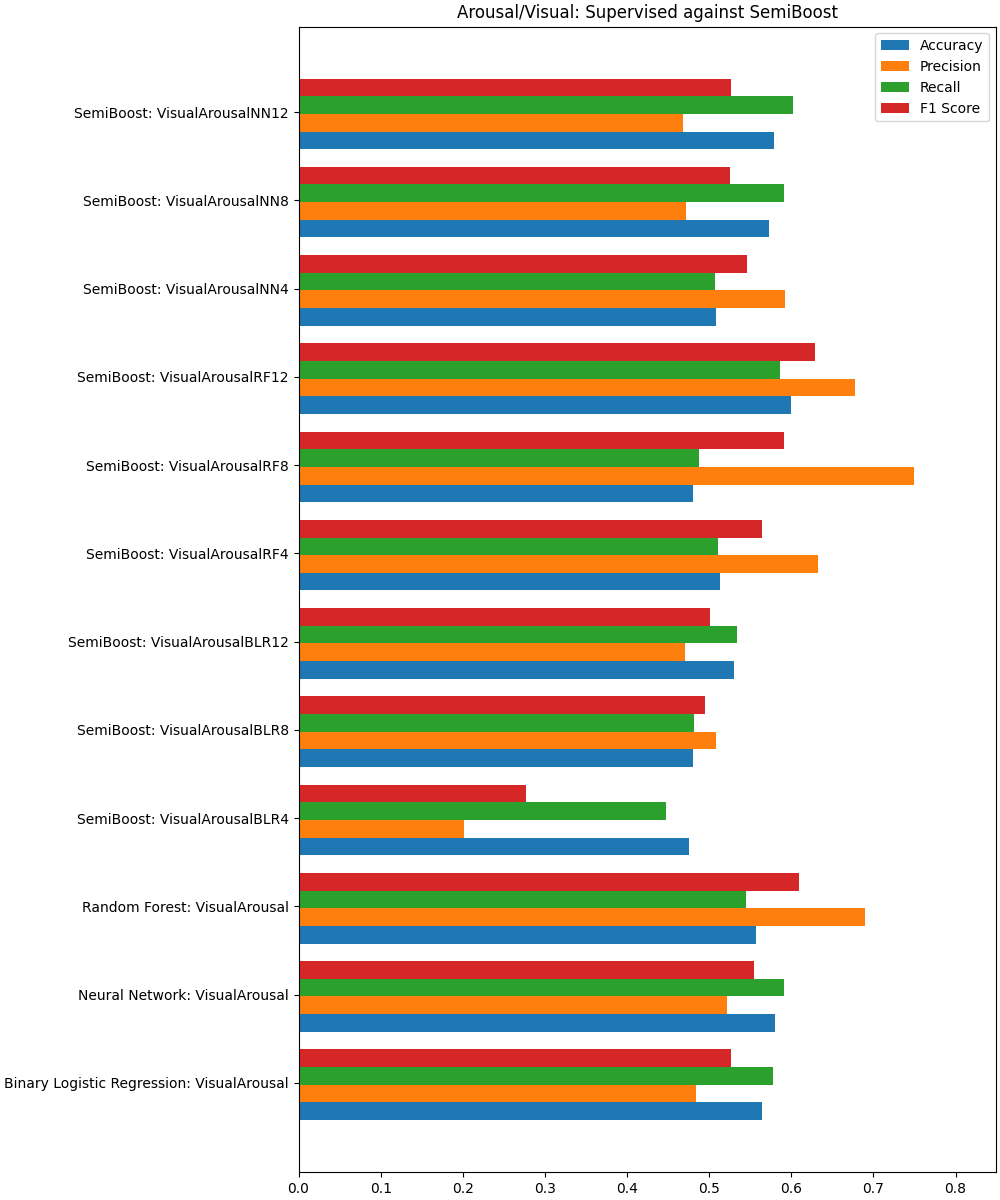 Arousal/Visual: Supervised against SemiBoost
Accuracy
Precision
Recall
F1 Score
SemiBoost: VisualArousalNN12
SemiBoost: VisualArousalNN8
SemiBoost: VisualArousalNN4
SemiBoost: VisualArousalRF12
SemiBoost: VisualArousalRF8
SemiBoost: VisualArousalRF4
SemiBoost: VisualArousalBLR12
SemiBoost: VisualArousalBLR8
SemiBoost: VisualArousalBLR4
Random Forest: VisualArousal
Neural Network: VisualArousal
Binary Logistic Regression: VisualArousal
0.0 0.1 0.2 0.3 0.4 0.5 0.6 0.7 0.8